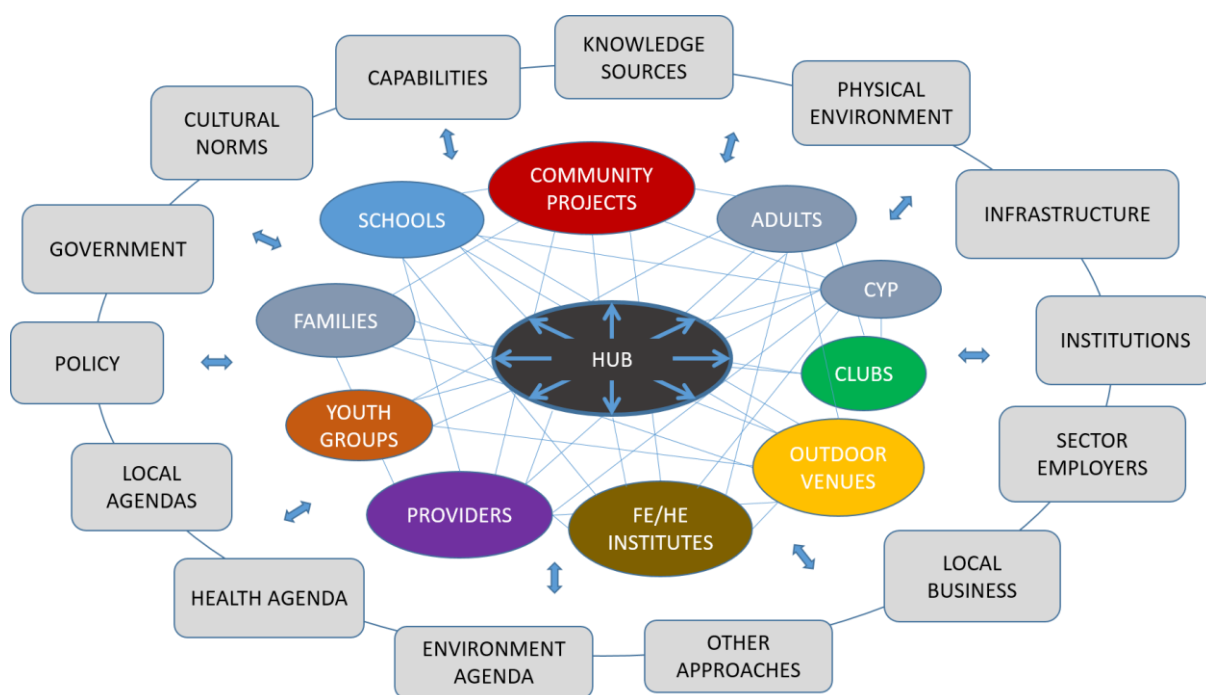 KNOWLEDGE
SOURCES
CAPABILITIES
PHYSICAL
ENVIRONMENT
CULTURAL
NORMS
COMMUNITY
PROJECTS
SCHOOLS
ADULTS
INFRASTRUCTURE
GOVERNMENT
CYP
FAMILIES
HUB
POLICY
INSTITUTIONS
CLUBS
YOUTH
GROUPS
SECTOR
EMPLOYERS
OUTDOOR
VENUES
LOCAL
AGENDAS
PROVIDERS
FE/HE
INSTITUTES
LOCAL
BUSINESS
HEALTH AGENDA
ENVIRONMENT
AGENDA
OTHER
APPROACHES